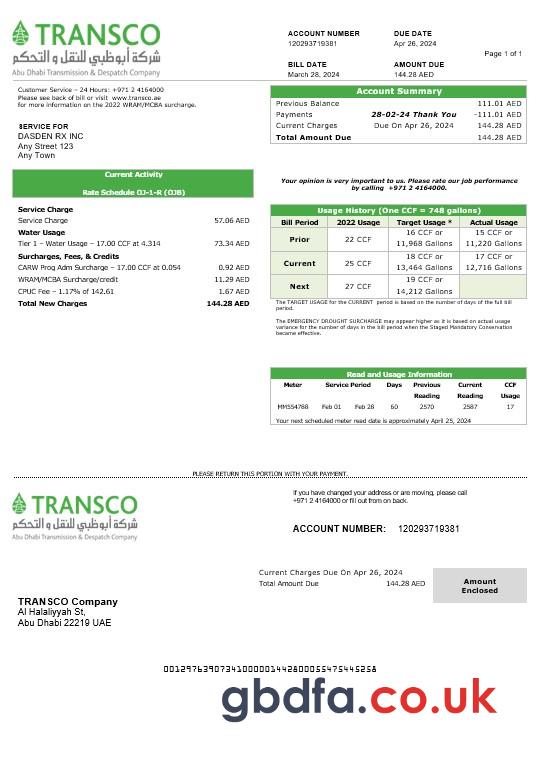 TRANSCO
شركة أبوظبي للنقل و التحكم
Abu Dhabi Transmission & Despatch Company
ACCOUNT NUMBER DUE DATE
120293719381 Apr 26, 2024
Page 1 of 1
BILL DATE AMOUNT DUE
March 28, 2024 144.28 AED
Customer Service – 24 Hours: +971 2 4164000
Please see back of bill or visit www.transco.ae
for more information on the 2022 WRAM/MCBA surcharge.
SERVICE FOR
DASDEN RX INC
Any Street 123
Any Town
Account Summary
Previous Balance 111.01 AED
Payments 28-02-24 Thank You -111.01 AED
Current Charges Due On Apr 26, 2024 144.28 AED
Total Amount Due 144.28 AED
Current Activity
Rate Schedule OJ-1-R (OJB)
Service Charge
Service Charge 57.06 AED
Water Usage
Tier 1 – Water Usage – 17.00 CCF at 4.314 73.34 AED
Surcharges, Fees, & Credits
CARW Prog Adm Surcharge – 17.00 CCF at 0.054 0.92 AED
WRAM/MCBA Surcharge/credit 11.29 AED
CPUC Fee – 1.17% of 142.61 1.67 AED
Total New Charges 144.28 AED
Your opinion is very important to us. Please rate our job performance
by calling +971 2 4164000.
Usage History (One CCF = 748 gallons)
Bill Period 2022 Usage Target Usage * Actual Usage
Prior 22 CCF 16 CCF or 11,968 Gallons 15 CCF or 11,220 Gallons
Current 25 CCF 18 CCF or 13,464 Gallons 17 CCF or 12,716 Gallons
Next 27 CCF 19 CCF or 14,212 Gallons
The TARGET USAGE for the CURRENT period is based on the number of days of the full bill
period.
The EMERGENCY DROUGHT SURCHARGE may appear higher as it is based on actual usage
variance for the number of days in the bill period when the Staged Mandatory Conservation
became effective.
Read and Usage Information
Meter Service Period Days Previous Reading Current Reading CCF Usage
MM554788 Feb 01 Feb 28 60 2570 2587 17
Your next scheduled meter read date is approximately April 25, 2024
PLEASE RETURN THIS PORTION WITH YOUR PAYMENT.
TRANSCO
شركة أبوظبي للنقل و التحكم
Abu Dhabi Transmission & Despatch Company
If you have changed your address or are moving, please call
+971 2 4164000 or fill out from on back.
ACCOUNT NUMBER: 120293719381
Current Charges Due On Apr 26, 2024
Total Amount Due 144.28 AED
Amount
Enclosed
TRANSCO Company
Al Halaliyyah St,
Abu Dhabi 22219 UAE
gbdfa.co.uk